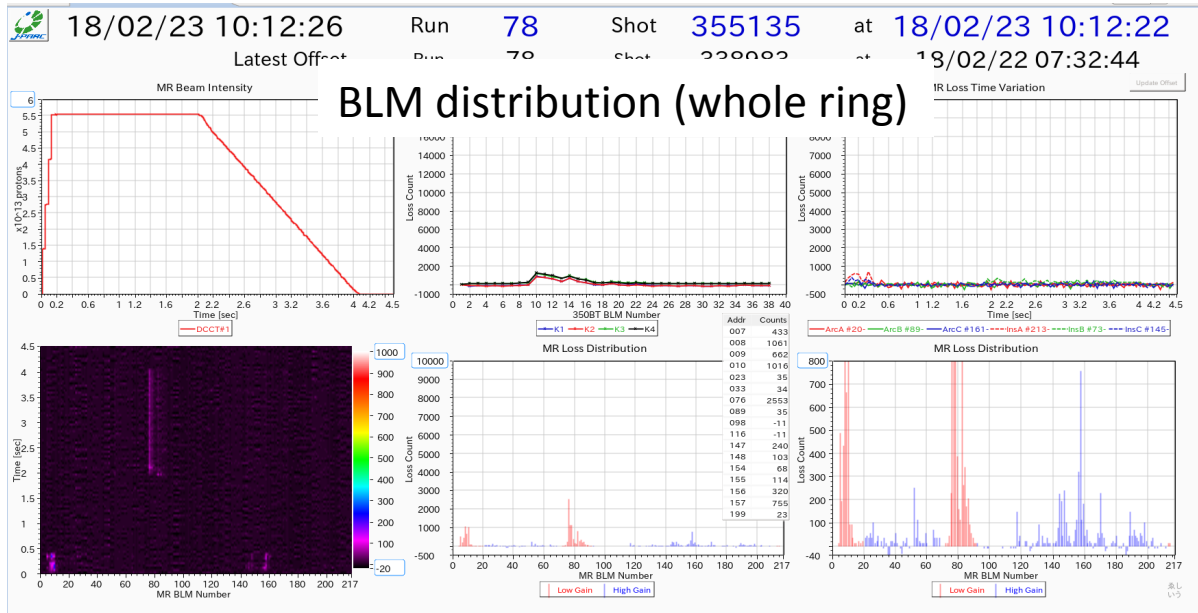 J-PARC
18/02/23 10:12:26 Run 78 Shot 355135 at 18/02/23 10:12:22
Latest Offset Run 78 Shot 338983 at 18/02/22 07:32:44
BLM distribution (whole ring)
Update Offset
MR Beam Intensity
x10^13 protons
6
5.5
5
4.5
4
3.5
3
2.5
2
1.5
1
0.5
0
0 0.2 0.6 1 1.2 1.6 2 2.2 2.6 3 3.2 3.6 4 4.2 4.5
Time [sec]
DCCT#1
Loss Count
16000
14000
12000
10000
8000
6000
4000
2000
-1000
0 2 4 6 8 10 12 14 16 18 20 22 24 26 28 30 32 34 36 38 40
350BT BLM Number
K1 K2 K3 K4
MR Loss Time Variation
Loss Count
8000
7000
6000
5000
4000
3000
2000
1000
-500
0 0.2 0.6 1 1.2 1.6 2 2.2 2.6 3 3.2 3.6 4 4.2 4.5
Time [sec]
ArcA #20- ArcB #89- ArcC #161- InsA #213- InsB #73- InsC #145-
Time [sec]
4.5
4
3.5
3
2.5
2
1.5
1
0.5
0
0 20 40 60 80 100 120 140 160 180 200 217
MR BLM Number
1000
900
800
700
600
500
400
300
200
100
-20
MR Loss Distribution
Loss Count
10000
9000
8000
7000
6000
5000
4000
3000
2000
1000
-500
0 20 40 60 80 100 120 140 160 180 200 217
MR BLM Number
Low Gain High Gain
Addr Counts
007 433
008 1061
009 662
010 1016
023 35
033 34
076 2553
089 35
098 -11
116 -11
147 240
148 103
154 68
155 114
156 320
157 755
199 23
MR Loss Distribution
Loss Count
800
700
600
500
400
300
200
100
-40
0 20 40 60 80 100 120 140 160 180 200 217
MR BLM Number
Low Gain High Gain